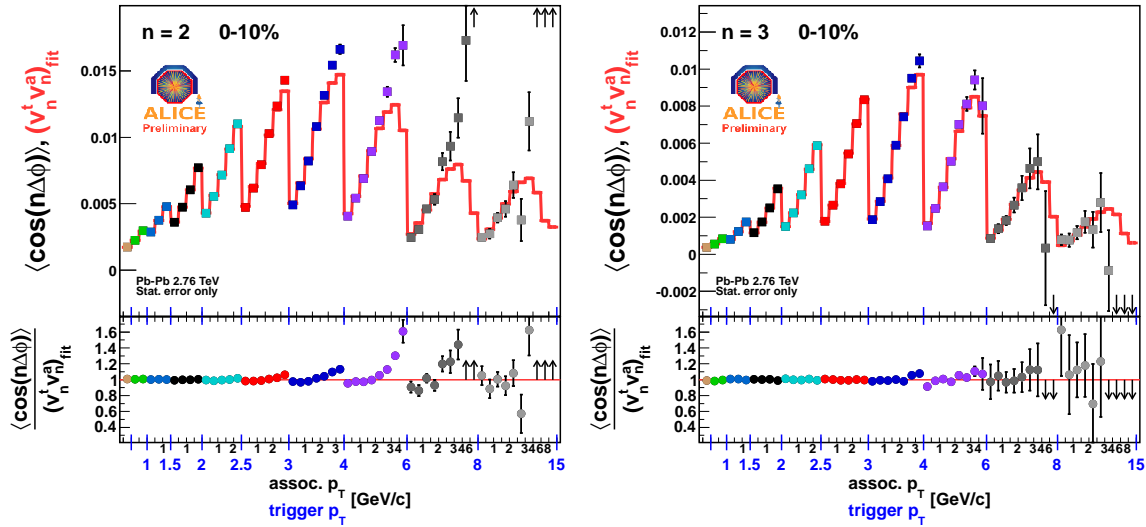 n = 2 0-10%
ALICE
Preliminary
⟨cos(nΔϕ)⟩, (v_n^t v_n^a)_fit
0.015
0.01
0.005
0
Pb-Pb 2.76 TeV
Stat. error only
⟨cos(nΔϕ)⟩
(v_n^t v_n^a)_fit
1.6
1.4
1.2
1
0.8
0.6
0.4
1 1 1 2 1 2 1 2 1 2 34 1 2 346 1 2 3468
1 1.5 2 2.5 3 4 6 8 15
assoc. p_T [GeV/c]
trigger p_T
n = 3 0-10%
ALICE
Preliminary
⟨cos(nΔϕ)⟩, (v_n^t v_n^a)_fit
0.012
0.01
0.008
0.006
0.004
0.002
0
-0.002
Pb-Pb 2.76 TeV
Stat. error only
⟨cos(nΔϕ)⟩
(v_n^t v_n^a)_fit
1.6
1.4
1.2
1
0.8
0.6
0.4
1 1 1 2 1 2 1 2 1 2 34 1 2 346 1 2 3468
1 1.5 2 2.5 3 4 6 8 15
assoc. p_T [GeV/c]
trigger p_T